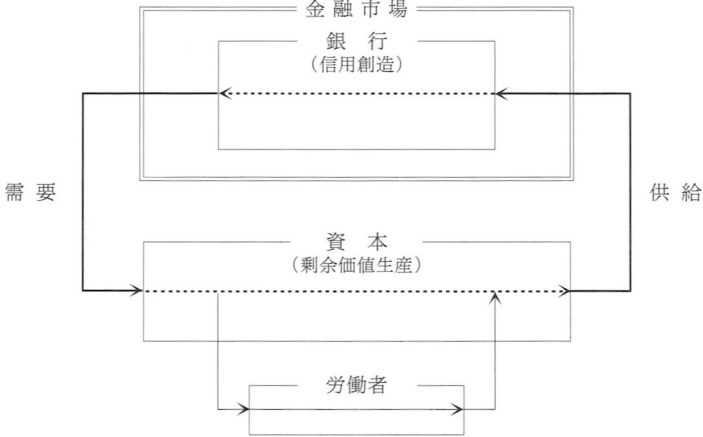 金融市場
銀行
(信用創造)
需要
供給
資本
(剰余価値生産)
労働者